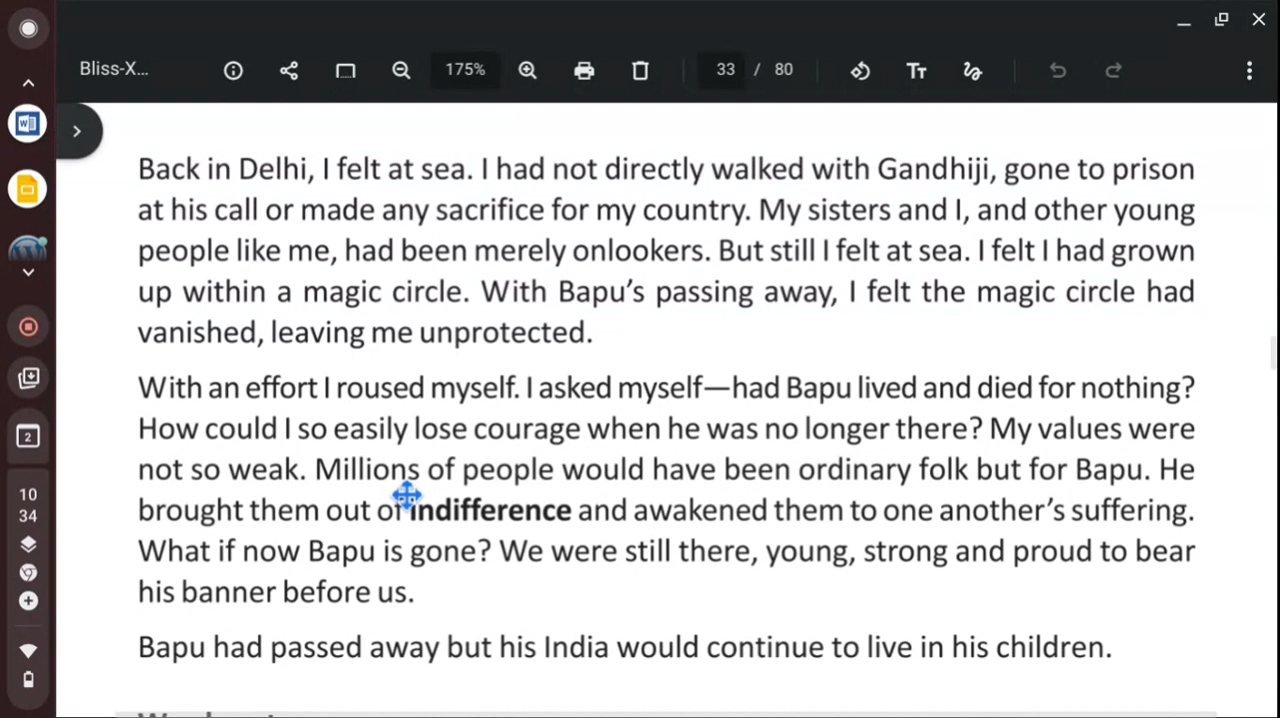 Bliss-X...
175%
33 / 80
Back in Delhi, I felt at sea. I had not directly walked with Gandhiji, gone to prison
at his call or made any sacrifice for my country. My sisters and I, and other young
people like me, had been merely onlookers. But still I felt at sea. I felt I had grown
up within a magic circle. With Bapu's passing away, I felt the magic circle had
vanished, leaving me unprotected.
With an effort I roused myself. I asked myself—had Bapu lived and died for nothing?
How could I so easily lose courage when he was no longer there? My values were
not so weak. Millions of people would have been ordinary folk but for Bapu. He
brought them out of indifference and awakened them to one another's suffering.
What if now Bapu is gone? We were still there, young, strong and proud to bear
his banner before us.
Bapu had passed away but his India would continue to live in his children.
2
10
34